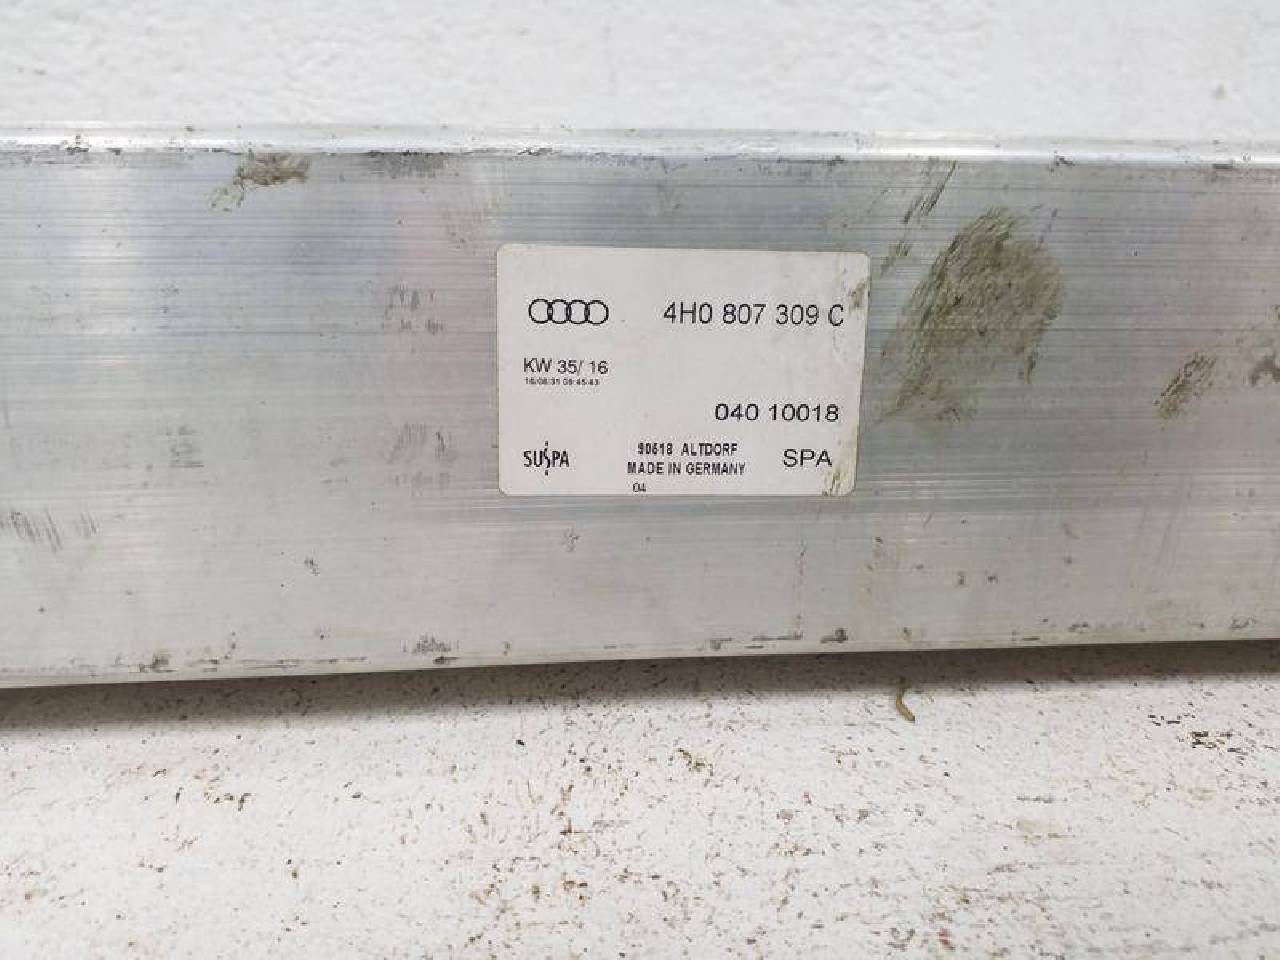 4H0 807 309 C
KW 35/ 16
16/08/31 09:45:43
040 10018
SUSPA
90518 ALTDORF
MADE IN GERMANY
SPA
04